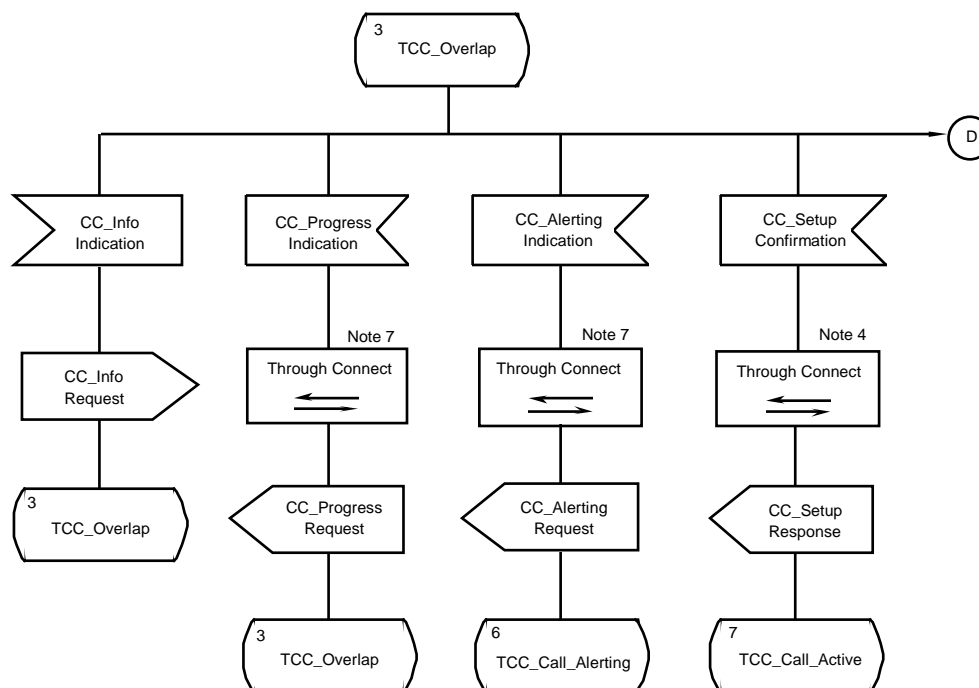 3
TCC_Overlap
D
CC_Info
Indication
CC_Progress
Indication
CC_Alerting
Indication
CC_Setup
Confirmation
Note 7
Note 7
Note 4
CC_Info
Request
Through Connect
Through Connect
Through Connect
3
TCC_Overlap
CC_Progress
Request
CC_Alerting
Request
CC_Setup
Response
3
TCC_Overlap
6
TCC_Call_Alerting
7
TCC_Call_Active